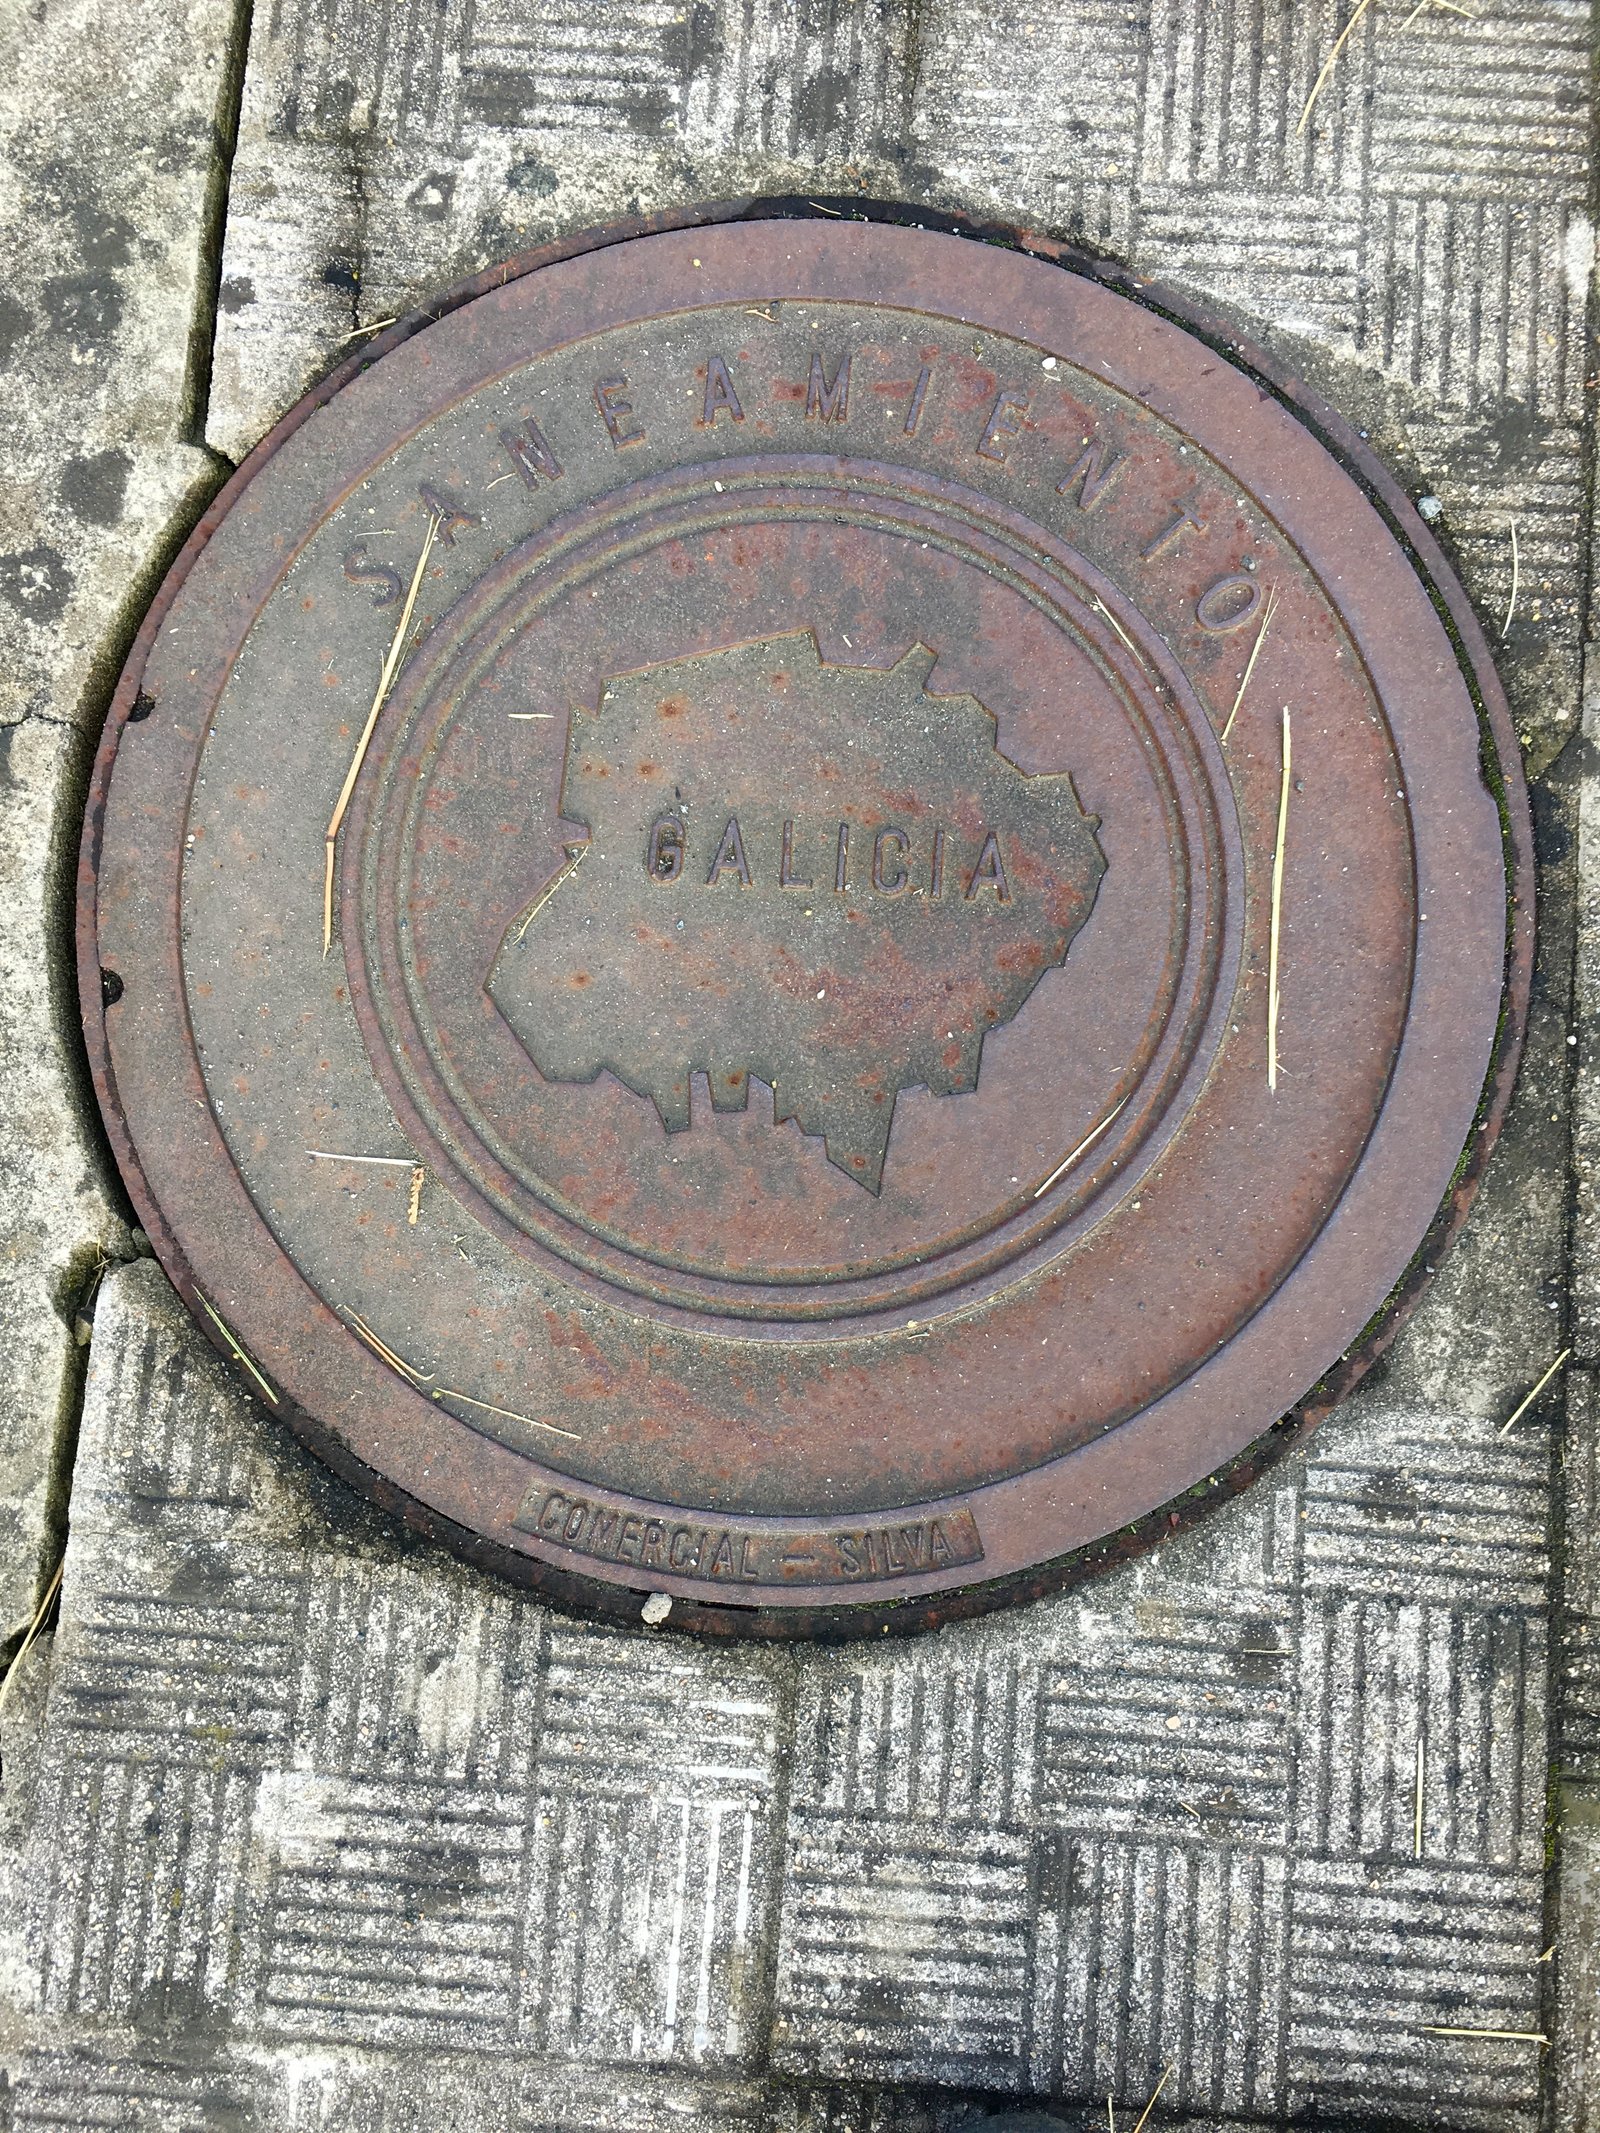 SANEAMIENTO
GALICIA
COMERCIAL - SILVA